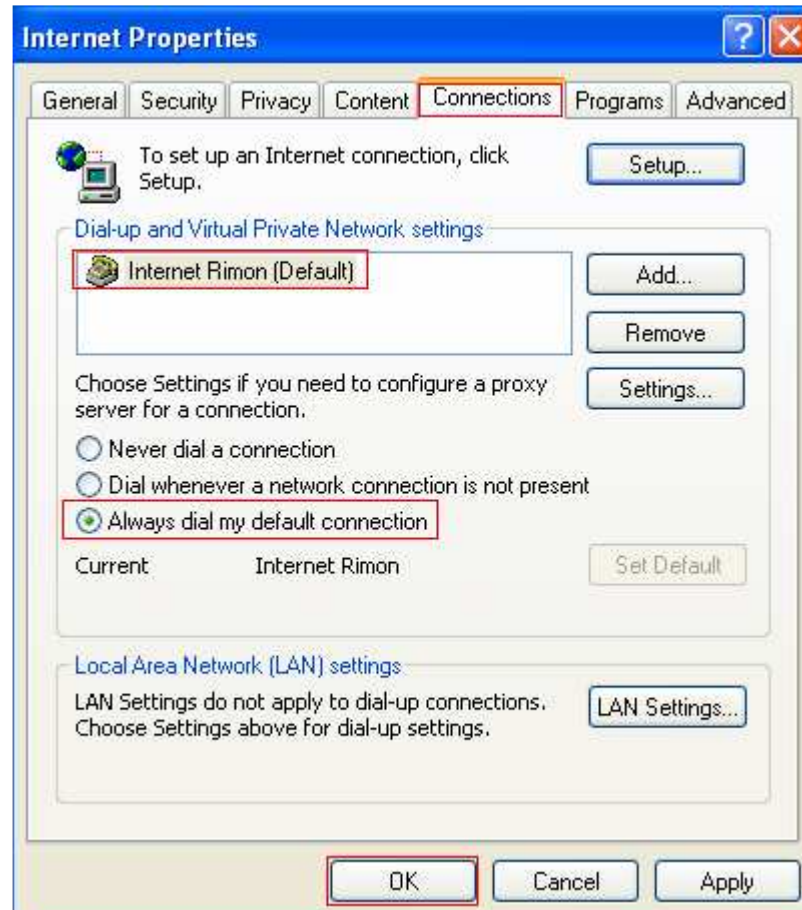 Internet Properties
?
General Security Privacy Content Connections Programs Advanced
To set up an Internet connection, click
Setup.
Setup...
Dial-up and Virtual Private Network settings
Internet Rimon (Default)
Add...
Remove
Choose Settings if you need to configure a proxy
server for a connection.
Settings...
Never dial a connection
Dial whenever a network connection is not present
Always dial my default connection
Current Internet Rimon Set Default
Local Area Network (LAN) settings
LAN Settings do not apply to dial-up connections.
Choose Settings above for dial-up settings.
LAN Settings...
OK Cancel Apply